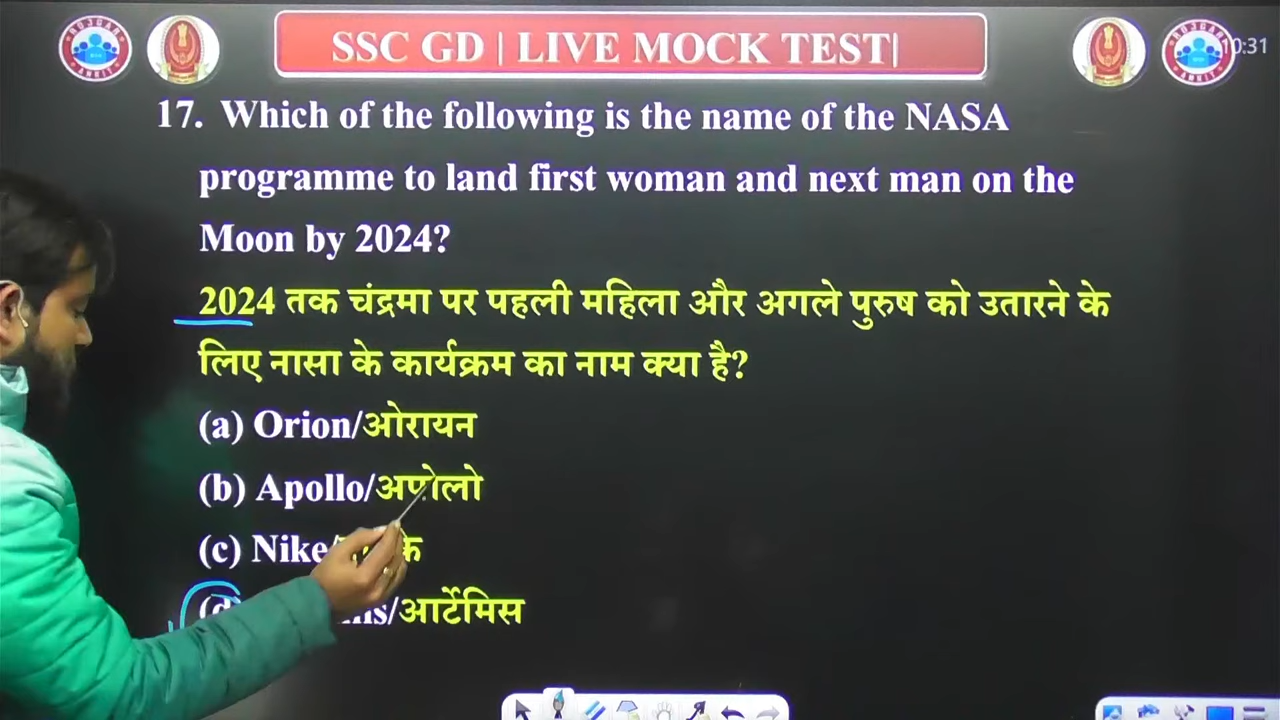 SSC GD | LIVE MOCK TEST|
17. Which of the following is the name of the NASA
programme to land first woman and next man on the
Moon by 2024?
2024 तक चंद्रमा पर पहली महिला और अगले पुरुष को उतारने के
लिए नासा के कार्यक्रम का नाम क्या है?
(a) Orion/ओरायन
(b) Apollo/अपोलो
(c) Nike/
(d) /आर्टेमिस